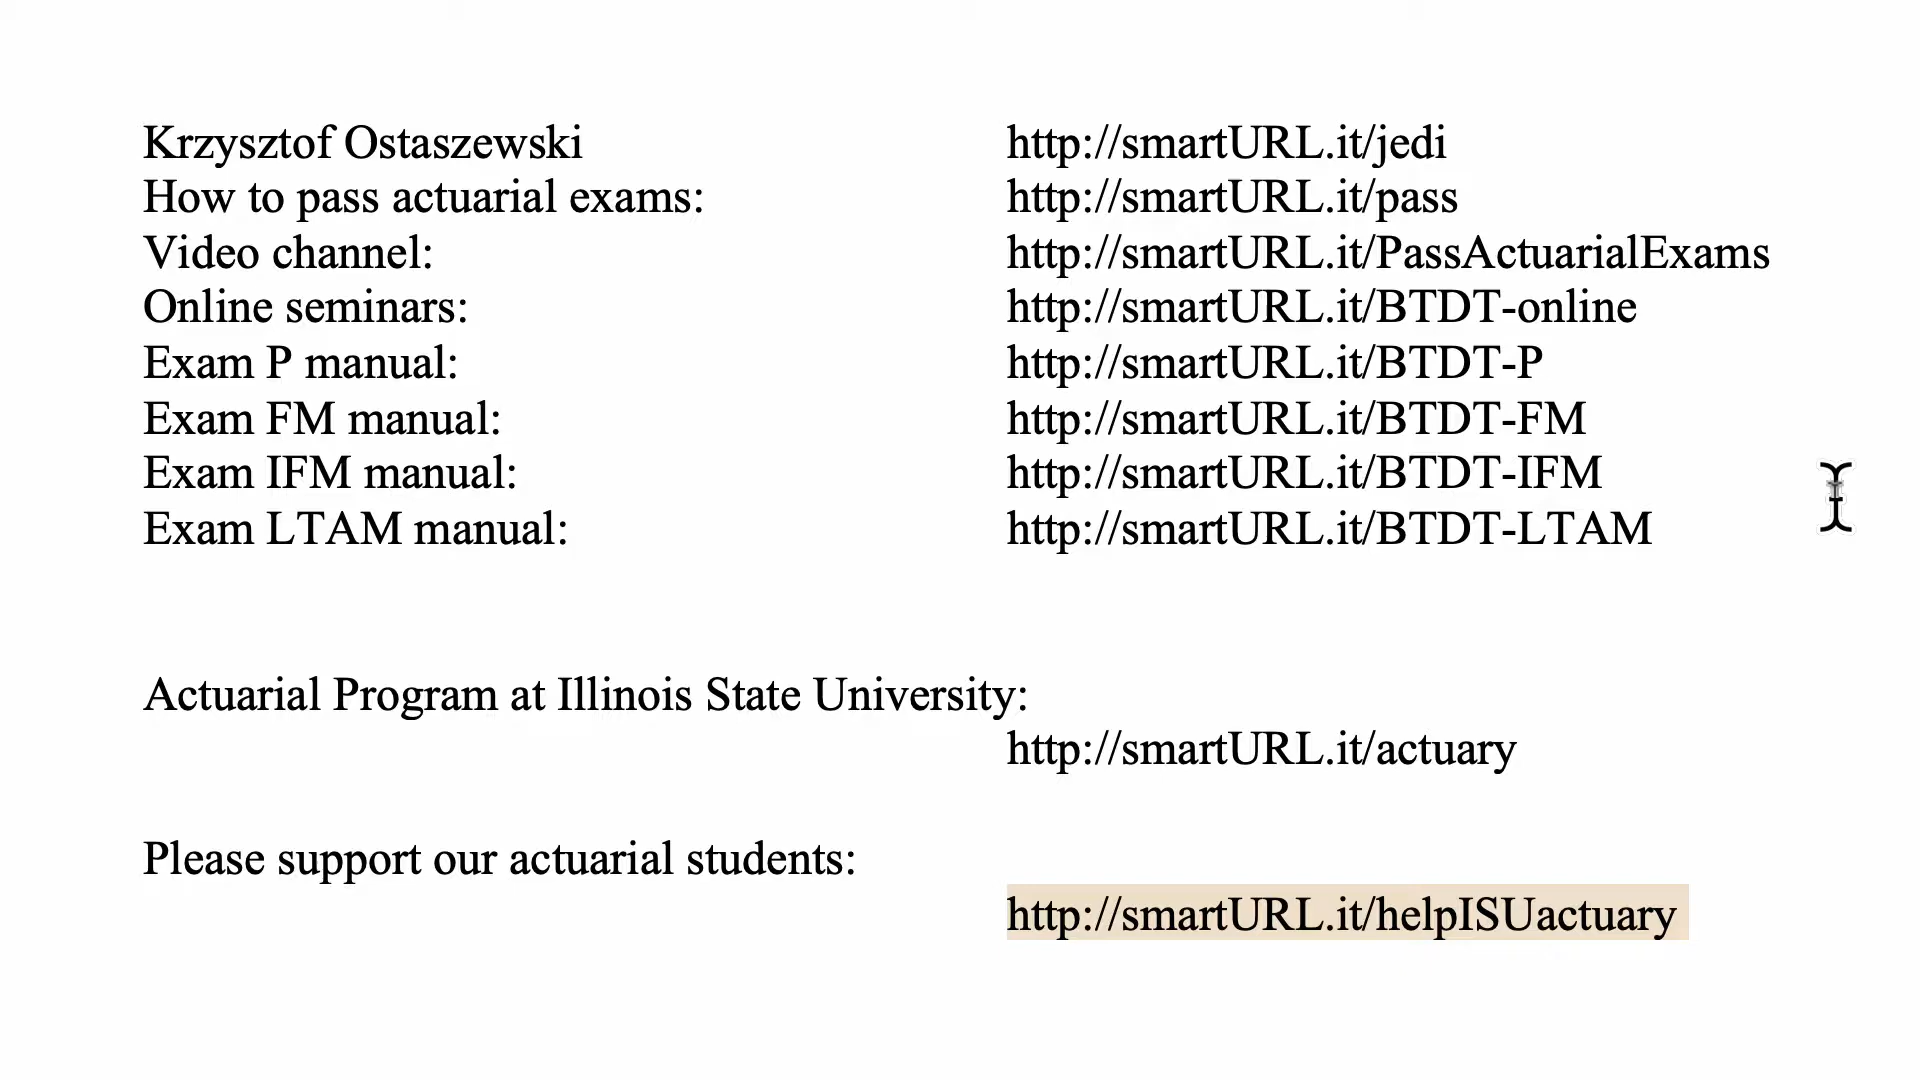 Krzysztof Ostaszewski http://smartURL.it/jedi
How to pass actuarial exams: http://smartURL.it/pass
Video channel: http://smartURL.it/PassActuarialExams
Online seminars: http://smartURL.it/BTDT-online
Exam P manual: http://smartURL.it/BTDT-P
Exam FM manual: http://smartURL.it/BTDT-FM
Exam IFM manual: http://smartURL.it/BTDT-IFM
Exam LTAM manual: http://smartURL.it/BTDT-LTAM
Actuarial Program at Illinois State University:
http://smartURL.it/actuary
Please support our actuarial students:
http://smartURL.it/helpISUactuary